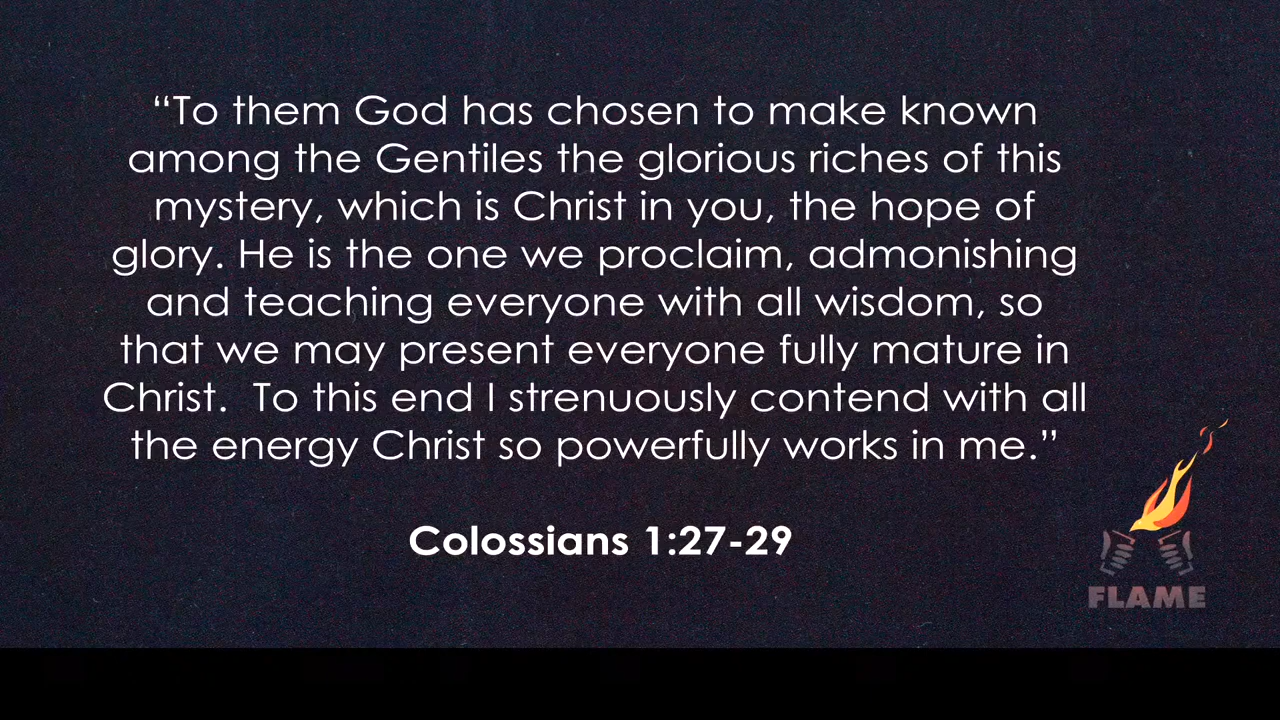 “To them God has chosen to make known
among the Gentiles the glorious riches of this
mystery, which is Christ in you, the hope of
glory. He is the one we proclaim, admonishing
and teaching everyone with all wisdom, so
that we may present everyone fully mature in
Christ.  To this end I strenuously contend with all
the energy Christ so powerfully works in me.”
Colossians 1:27-29
FLAME